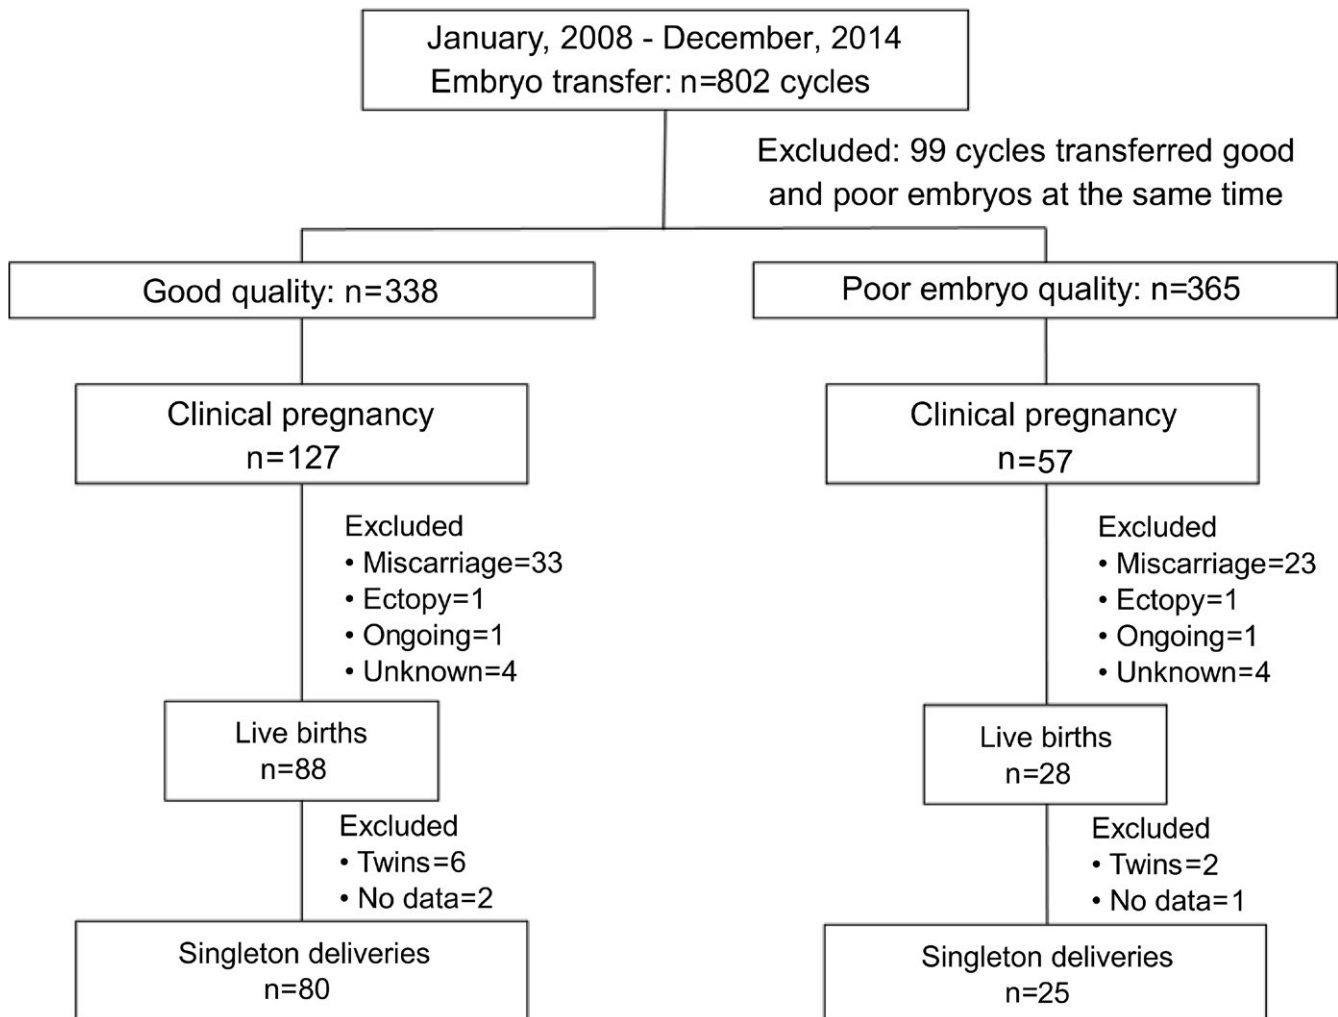 January, 2008 - December, 2014
Embryo transfer: n=802 cycles
Excluded: 99 cycles transferred good
and poor embryos at the same time
Good quality: n=338
Poor embryo quality: n=365
Clinical pregnancy
n=127
Clinical pregnancy
n=57
Excluded
• Miscarriage=33
• Ectopy=1
• Ongoing=1
• Unknown=4
Excluded
• Miscarriage=23
• Ectopy=1
• Ongoing=1
• Unknown=4
Live births
n=88
Live births
n=28
Excluded
• Twins=6
• No data=2
Excluded
• Twins=2
• No data=1
Singleton deliveries
n=80
Singleton deliveries
n=25